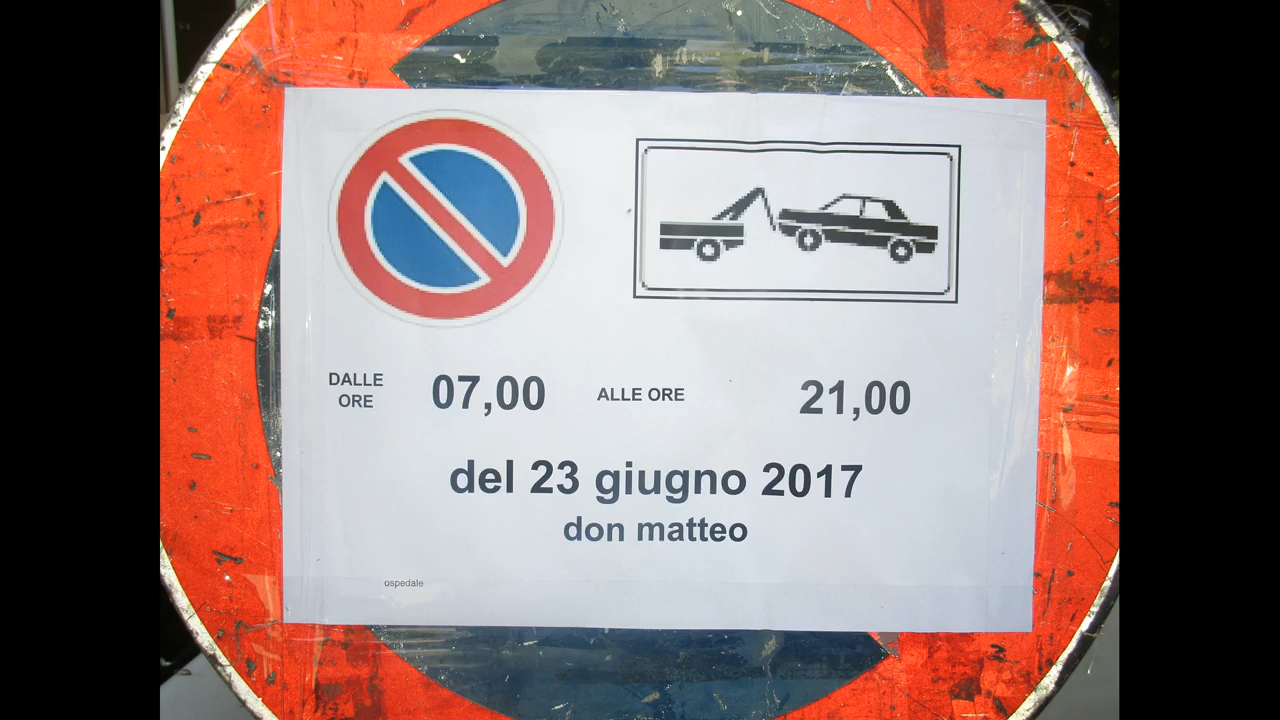 DALLE
ORE
07,00 ALLE ORE 21,00
del 23 giugno 2017
don matteo
ospedale